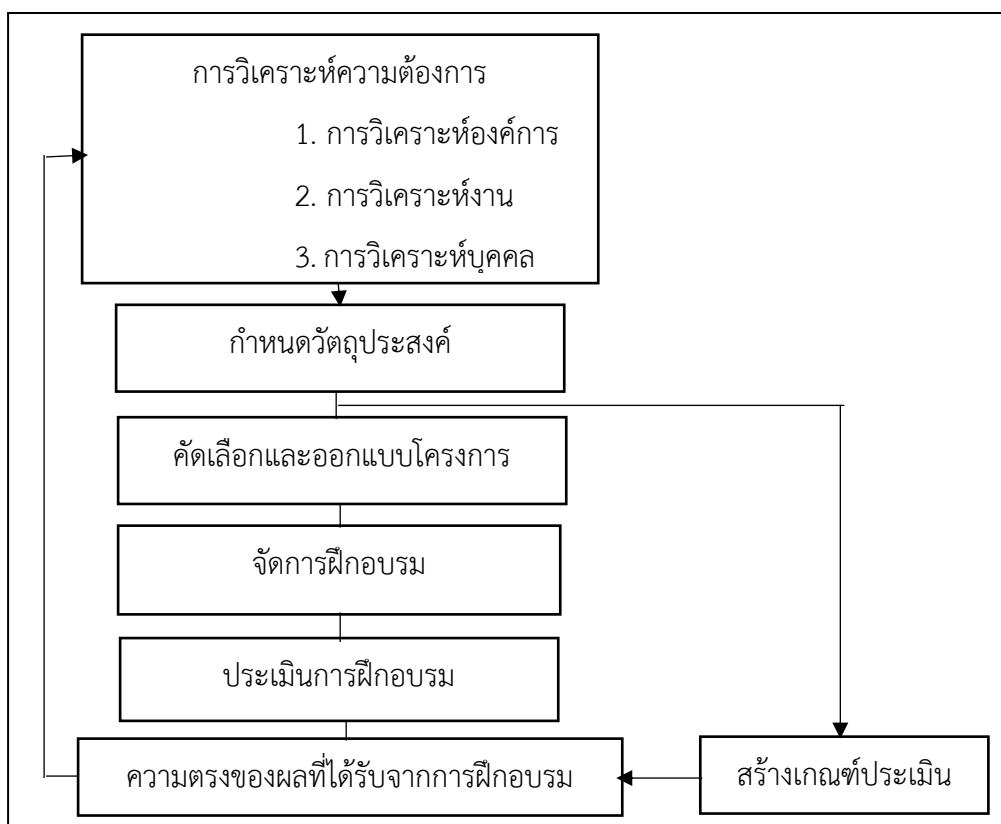 การวิเคราะห์ความต้องการ
1. การวิเคราะห์องค์การ
2. การวิเคราะห์งาน
3. การวิเคราะห์บุคคล
กำหนดวัตถุประสงค์
คัดเลือกและออกแบบโครงการ
จัดการฝึกอบรม
ประเมินการฝึกอบรม
ความตรงของผลที่ได้รับจากการฝึกอบรม
สร้างเกณฑ์ประเมิน